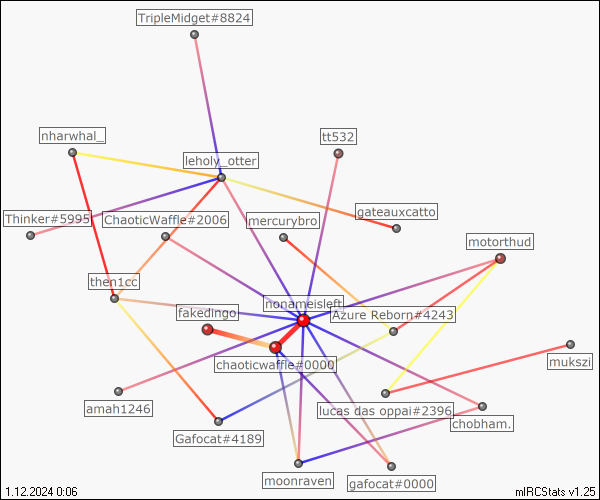 TripleMidget#8824
nharwhal_
tt532
leholy_otter
Thinker#5995
ChaoticWaffle#2006
mercurybro
gateauxcatto
motorthud
then1cc
nonameisleft
fakedingo
Azure Reborn#4243
chaoticwaffle#0000
mukszi
amah1246
lucas das oppai#2396
chobham.
Gafocat#4189
moonraven
gafocat#0000
1.12.2024 0:06
mIRCStats v1.25